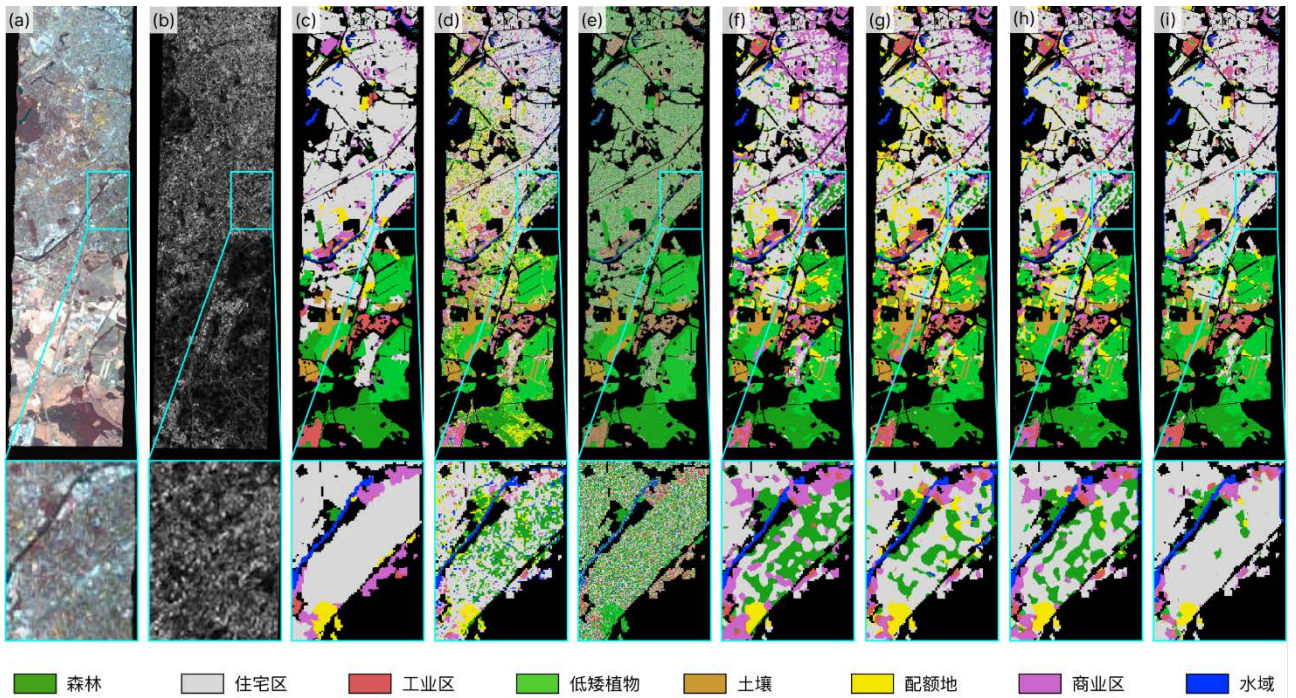 (a) (b) (c) (d) (e) (f) (g) (h) (i)
森林 住宅区 工业区 低矮植物 土壤 配额地 商业区 水域